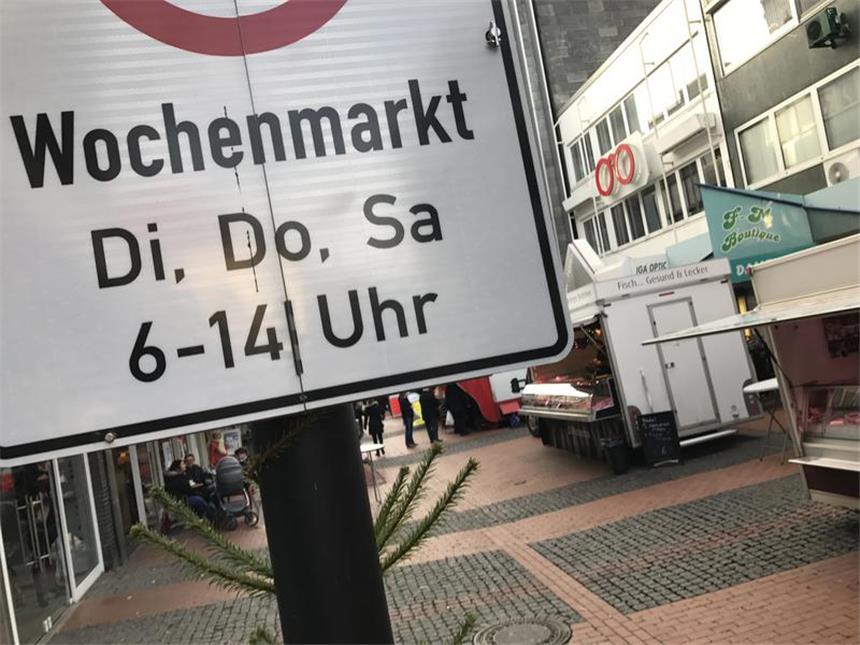 Wochenmarkt
Di, Do, Sa
6-14 Uhr
F-M
Boutique
IGA OPTIC
Fisch... Gesund & Lecker